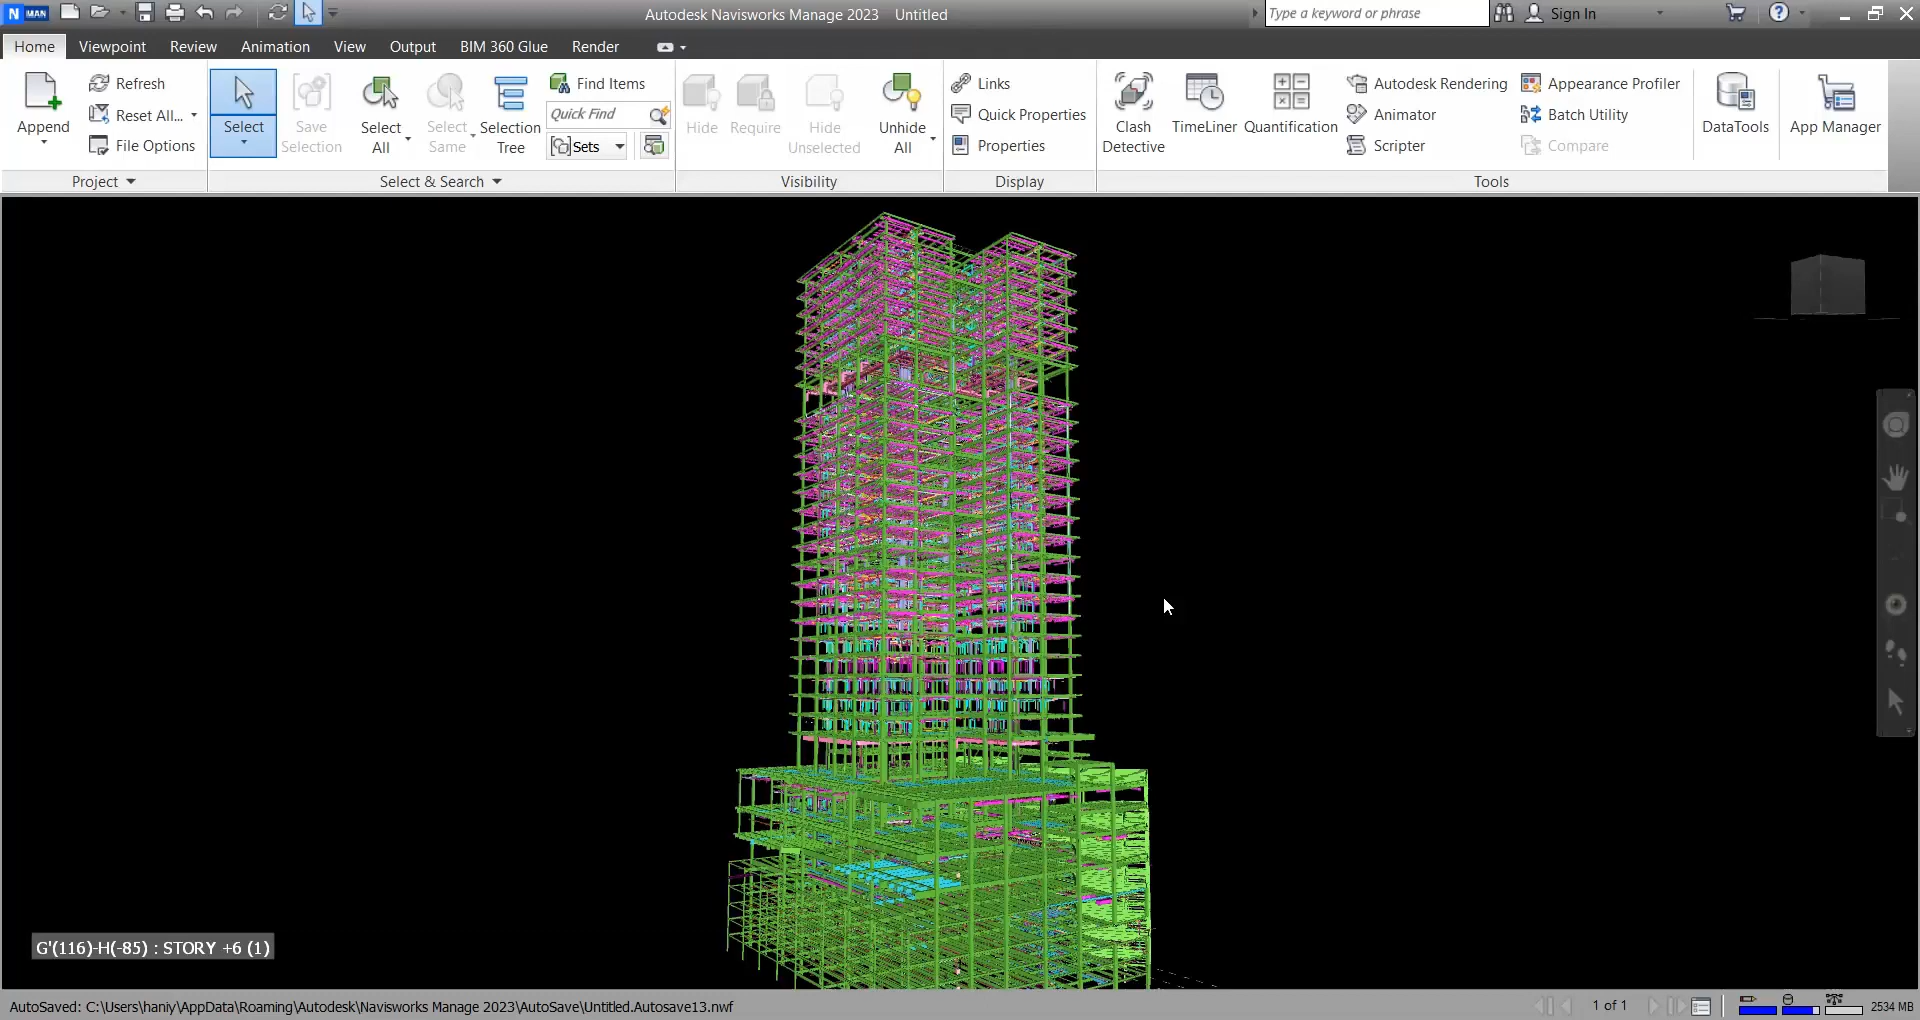 N MAN
Autodesk Navisworks Manage 2023 Untitled
Type a keyword or phrase
Sign In
Home Viewpoint Review Animation View Output BIM 360 Glue Render
Append
Refresh
Reset All...
File Options
Project
Select
Save Selection
Select All
Select Same
Selection Tree
Find Items
Quick Find
Sets
Select & Search
Hide
Require
Hide Unselected
Unhide All
Visibility
Links
Quick Properties
Properties
Display
Clash Detective
TimeLiner
Quantification
Autodesk Rendering
Animator
Scripter
Appearance Profiler
Batch Utility
Compare
DataTools
App Manager
Tools
G'(116)-H(-85) : STORY +6 (1)
AutoSaved: C:\Users\haniy\AppData\Roaming\Autodesk\Navisworks Manage 2023\AutoSave\Untitled.Autosave13.nwf
1 of 1
2534 MB